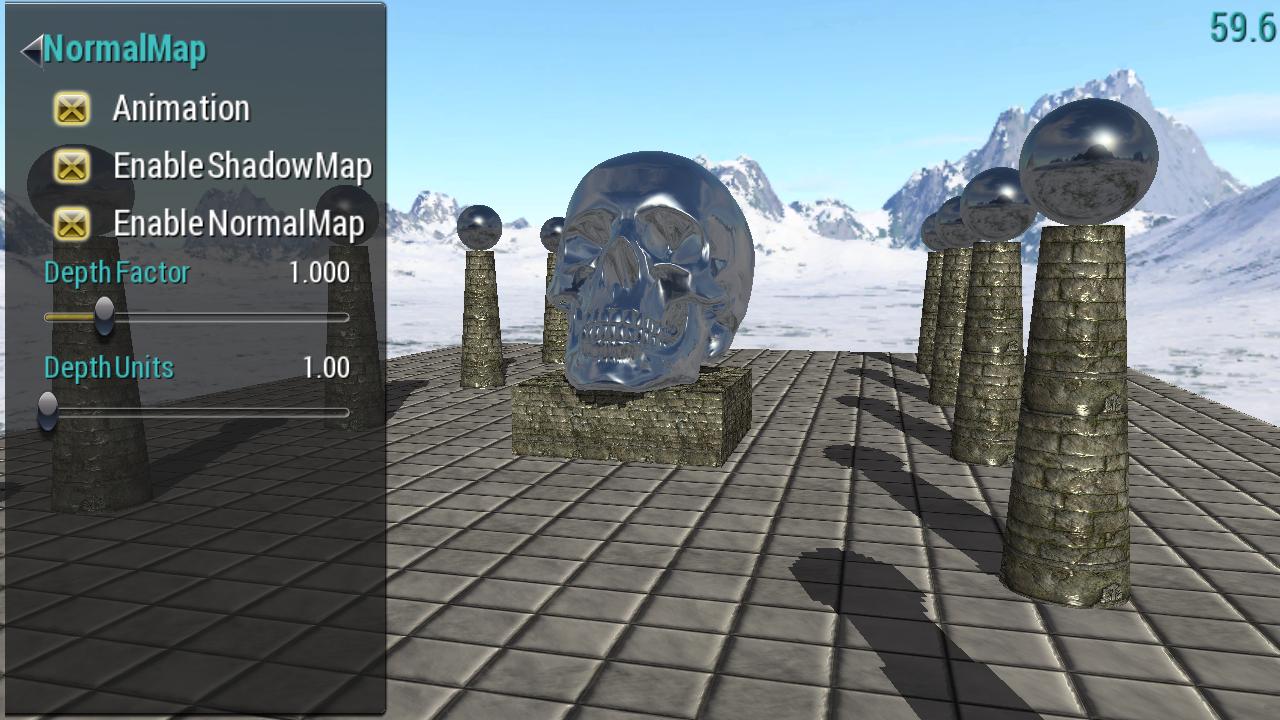 NormalMap
59.6
Animation
Enable ShadowMap
Enable NormalMap
Depth Factor 1.000
Depth Units 1.00